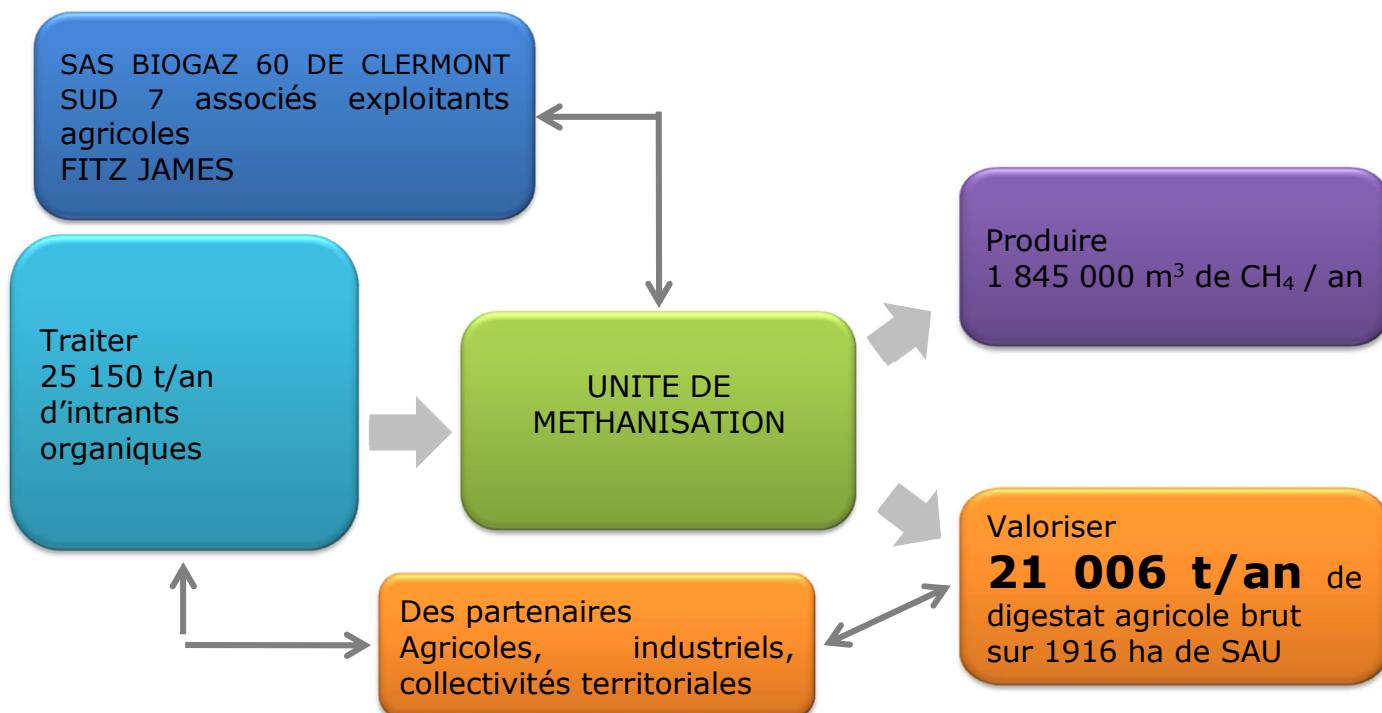 SAS BIOGAZ 60 DE CLERMONT
SUD 7 associés exploitants
agricoles
FITZ JAMES
Produire
1 845 000 m³ de CH₄ / an
Traiter
25 150 t/an
d’intrants
organiques
UNITE DE
METHANISATION
Valoriser
21 006 t/an de
digestat agricole brut
sur 1916 ha de SAU
Des partenaires
Agricoles, industriels,
collectivités territoriales